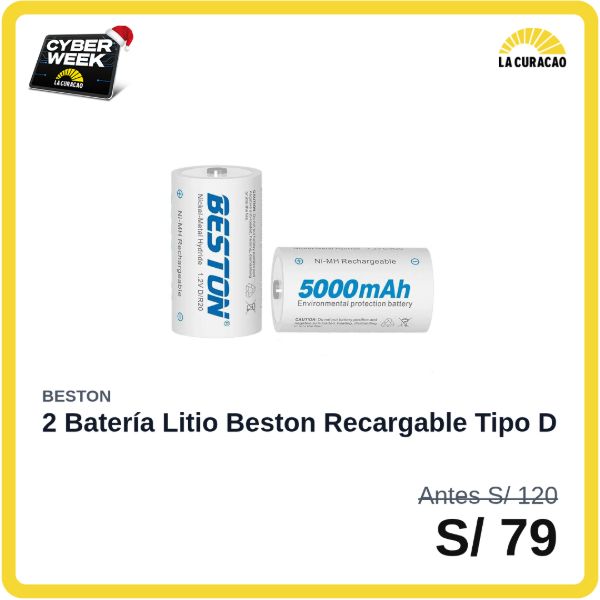 CYBER
WEEK
LA CURACAO
LA CURACAO
BESTON®
Nickel-Metal Hydride 1.2V D/R20
Ni-MH Rechargeable
Ni-MH Rechargeable
5000mAh
Environmental protection battery
BESTON
2 Batería Litio Beston Recargable Tipo D
Antes S/ 120
S/ 79